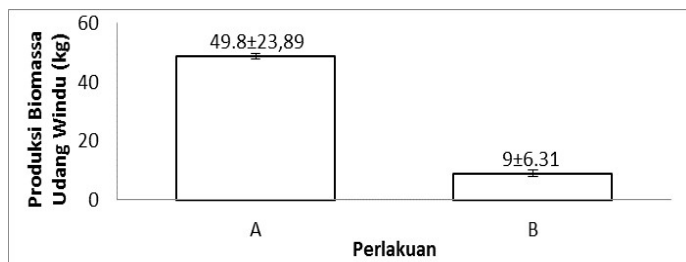 Produksi Biomassa
Udang Windu (kg)
60
40
20
0
49.8±23,89
9±6.31
A
B
Perlakuan